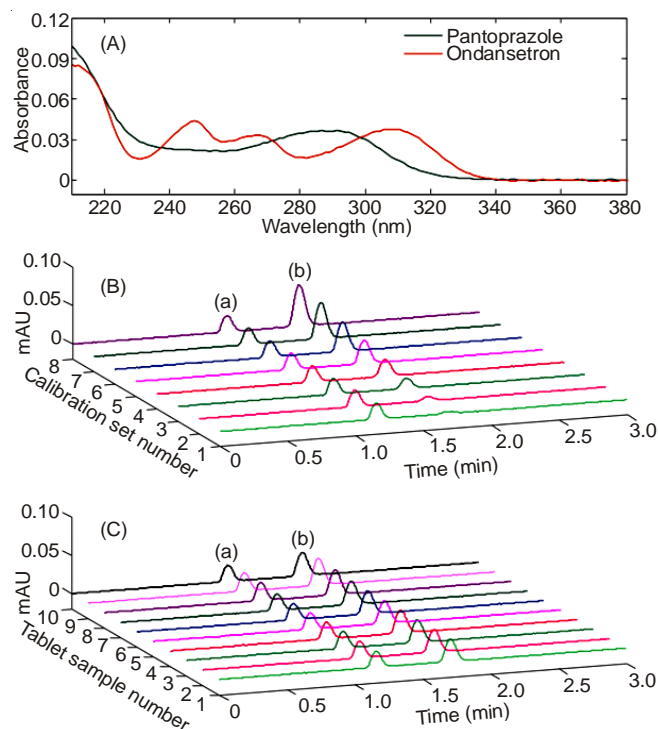 0.12
(A)
Pantoprazole
Ondansetron
0.09
0.06
0.03
0
Absorbance
220 240 260 280 300 320 340 360 380
Wavelength (nm)
0.10
0.05
0
mAU
(B)
(a)
(b)
8 7 6 5 4 3 2 1
Calibration set number
0 0.5 1.0 1.5 2.0 2.5 3.0
Time (min)
0.10
0.05
0
mAU
(C)
(a)
(b)
10 9 8 7 6 5 4 3 2 1
Tablet sample number
0 0.5 1.0 1.5 2.0 2.5 3.0
Time (min)